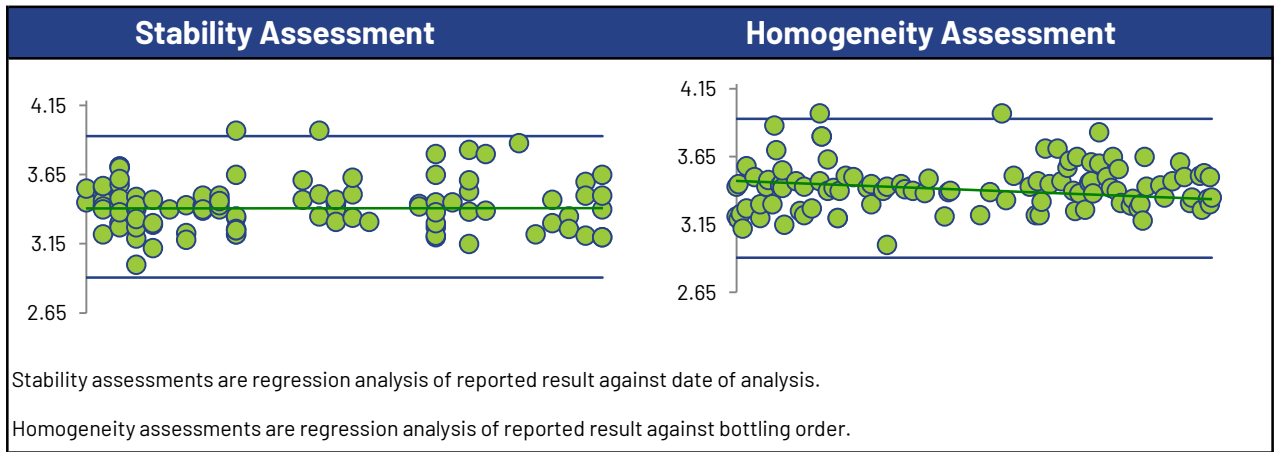 Stability Assessment
Homogeneity Assessment
4.15
3.65
3.15
2.65
4.15
3.65
3.15
2.65
Stability assessments are regression analysis of reported result against date of analysis.
Homogeneity assessments are regression analysis of reported result against bottling order.